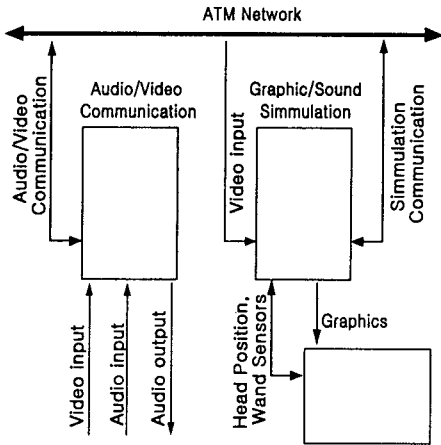 ATM Network
Audio/Video
Communication
Audio/Video
Communication
Video input
Graphic/Sound
Simmulation
Simmulation
Communication
Video input
Audio input
Audio output
Head Position,
Wand Sensors
Graphics